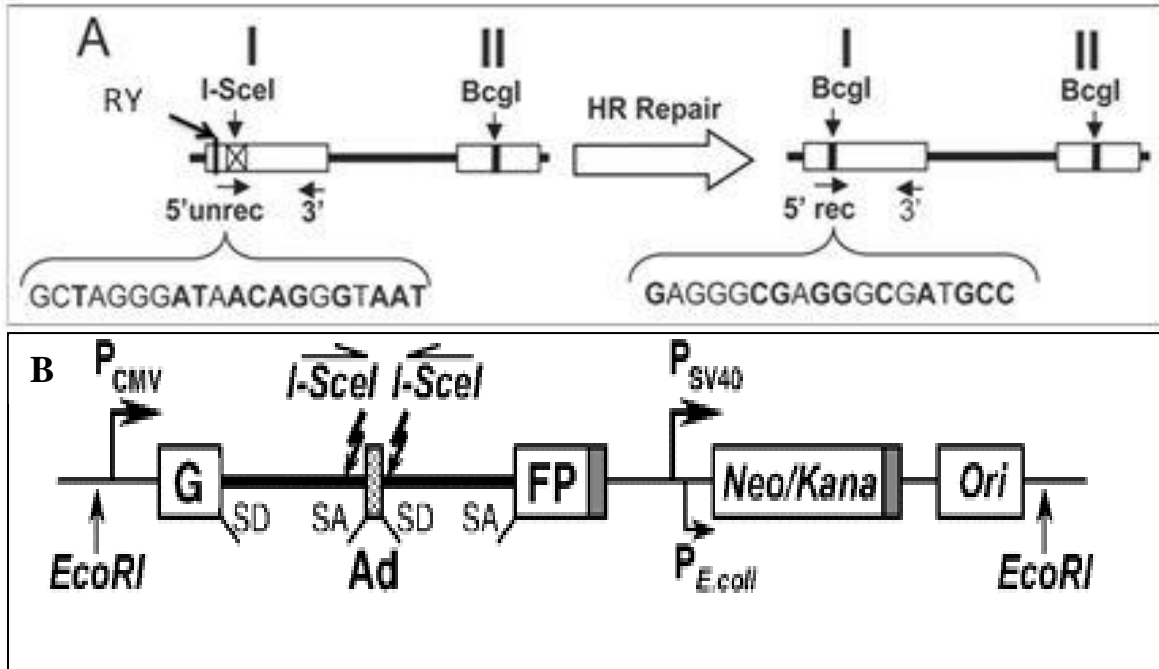 A
I II I II
RY I-SceI BcgI HR Repair BcgI BcgI
5'unrec 3' 5' rec 3'
GCTAGGGATAACAGGGTAAT GAGGGCGAGGGCGATGCC
B
PCMV I-SceI I-SceI PSV40
G FP Neo/Kana Ori
SD SA SD SA
EcoRI Ad PE.coli EcoRI